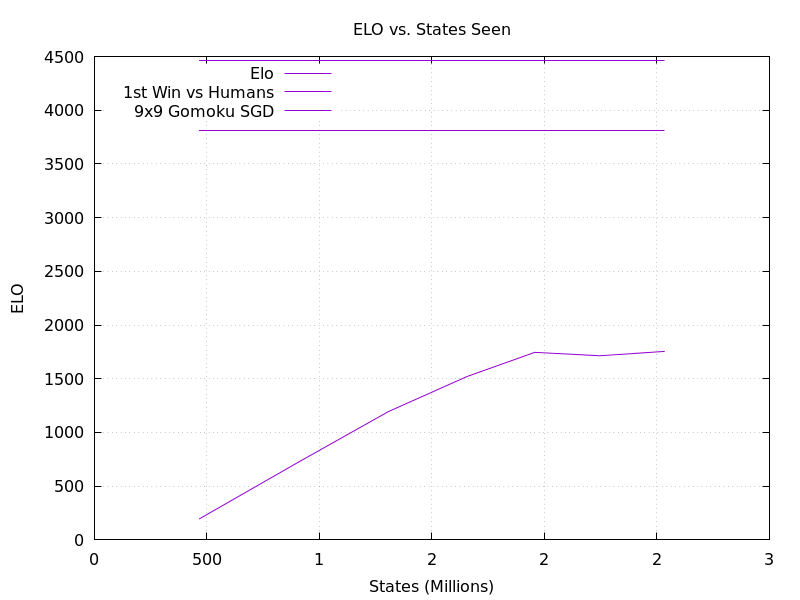 ELO vs. States Seen
4500
4000
3500
3000
2500
2000
1500
1000
500
0
ELO
Elo
1st Win vs Humans
9x9 Gomoku SGD
0 500 1 2 2 2 3
States (Millions)